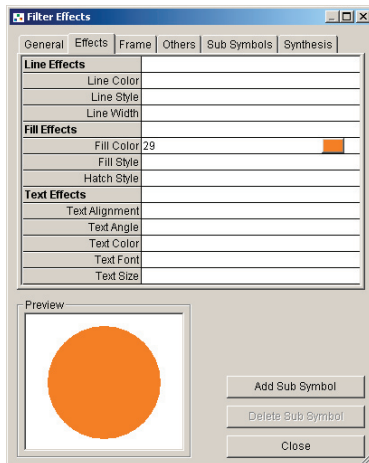 Filter Effects
General Effects Frame Others Sub Symbols Synthesis
Line Effects
Line Color
Line Style
Line Width
Fill Effects
Fill Color 29
Fill Style
Hatch Style
Text Effects
Text Alignment
Text Angle
Text Color
Text Font
Text Size
Preview
Add Sub Symbol
Delete Sub Symbol
Close